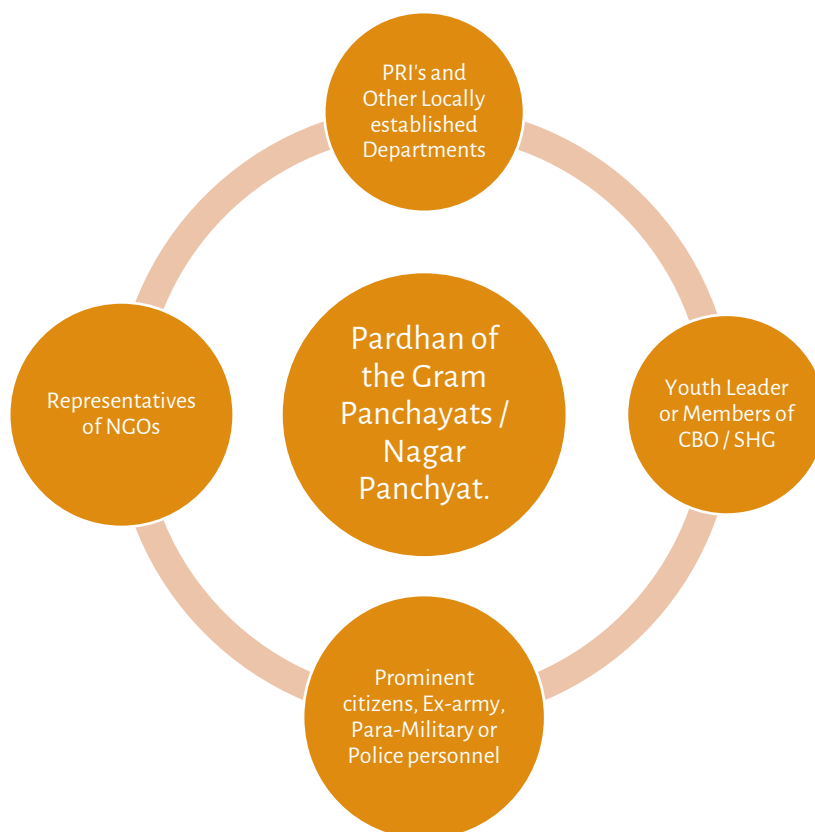 PRI's and
Other Locally
established
Departments
Pardhan of
the Gram
Panchayats /
Nagar
Panchyat.
Representatives
of NGOs
Youth Leader
or Members of
CBO / SHG
Prominent
citizens, Ex-army,
Para-Military or
Police personnel